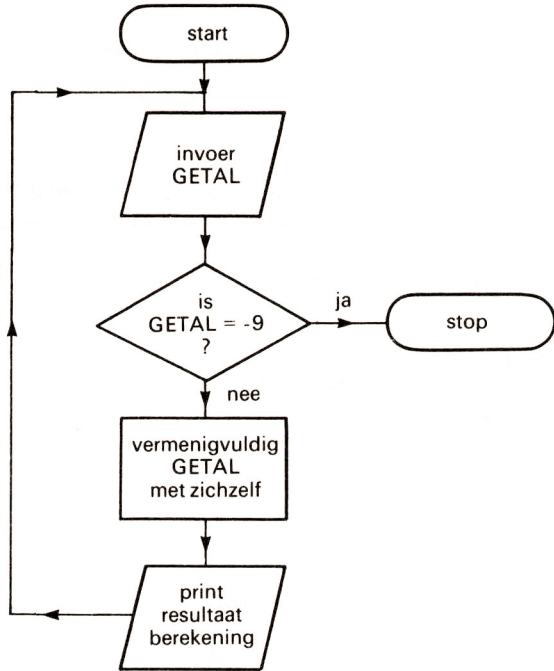 start
invoer
GETAL
is
GETAL = -9
?
ja
stop
nee
vermenigvuldig
GETAL
met zichzelf
print
resultaat
berekening